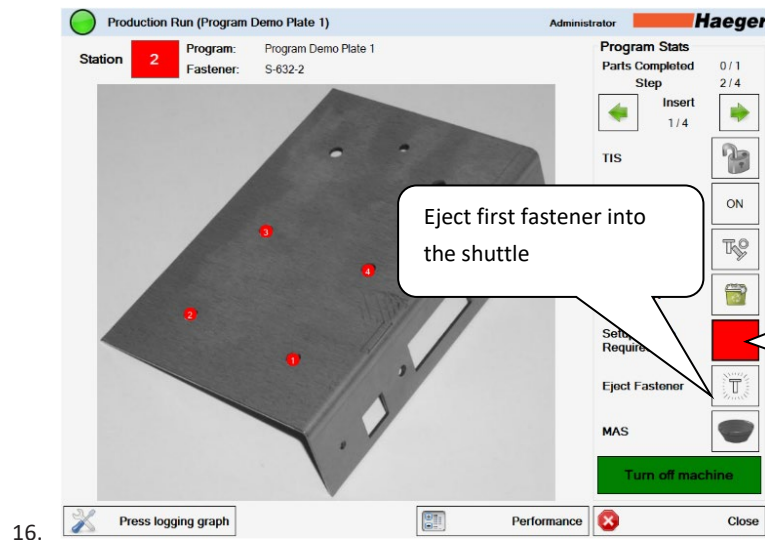 Production Run (Program Demo Plate 1)
Administrator
Haeger
Station
2
Program:
Program Demo Plate 1
Fastener:
S-632-2
Program Stats
Parts Completed
0 / 1
Step
2 / 4
Insert
1 / 4
TIS
ON
Eject first fastener into
the shuttle
3
4
2
1
Eject Fastener
T
MAS
Turn off machine
Press logging graph
Performance
Close
16.